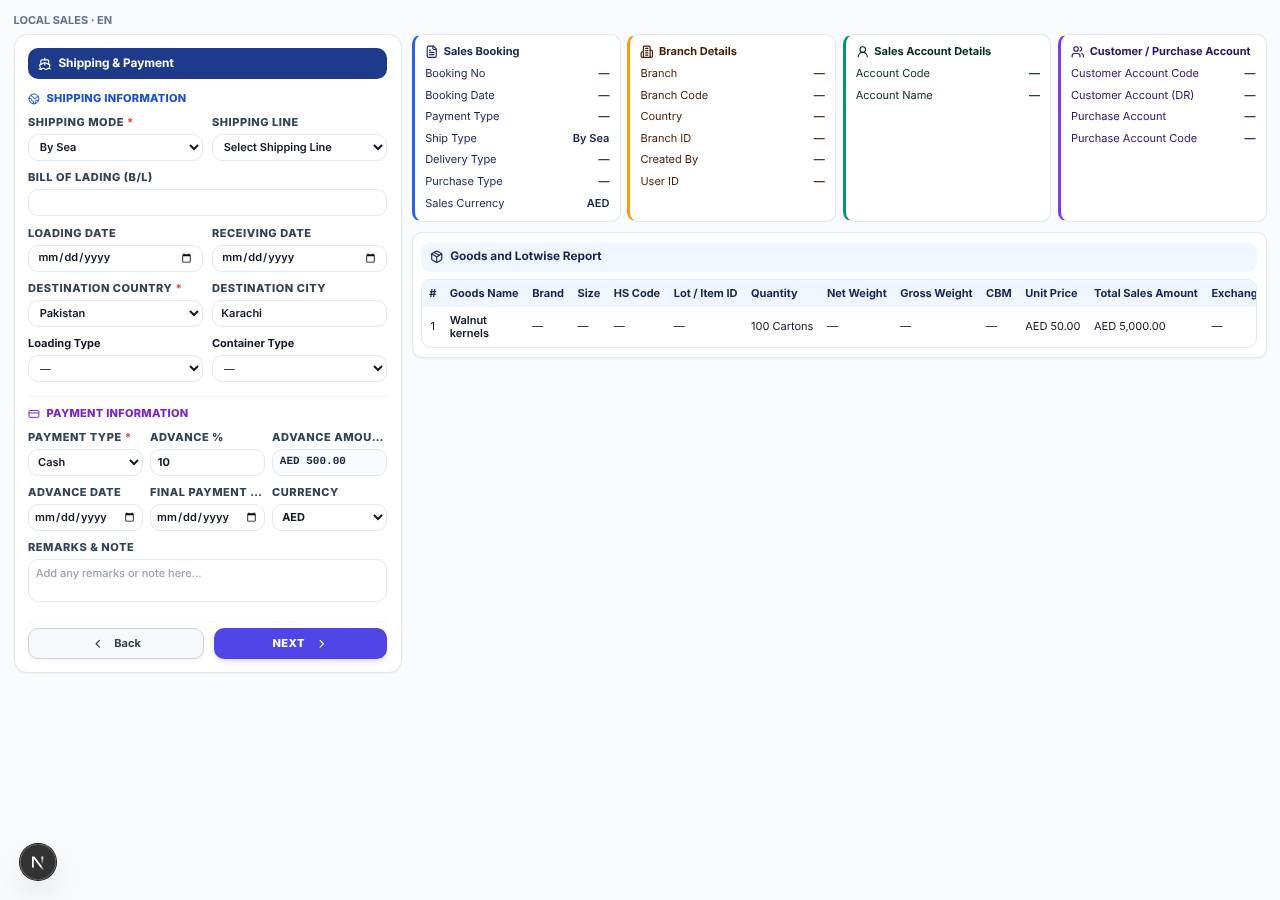 LOCAL SALES · EN
Shipping & Payment
SHIPPING INFORMATION
SHIPPING MODE *
SHIPPING LINE
By Sea
Select Shipping Line
BILL OF LADING (B/L)
LOADING DATE
RECEIVING DATE
mm/dd/yyyy
mm/dd/yyyy
DESTINATION COUNTRY *
DESTINATION CITY
Pakistan
Karachi
Loading Type
Container Type
—
—
PAYMENT INFORMATION
PAYMENT TYPE *
ADVANCE %
ADVANCE AMOU...
Cash
10
AED 500.00
ADVANCE DATE
FINAL PAYMENT ...
CURRENCY
mm/dd/yyyy
mm/dd/yyyy
AED
REMARKS & NOTE
Add any remarks or note here...
Back
NEXT
Sales Booking
Booking No —
Booking Date —
Payment Type —
Ship Type By Sea
Delivery Type —
Purchase Type —
Sales Currency AED
Branch Details
Branch —
Branch Code —
Country —
Branch ID —
Created By —
User ID —
Sales Account Details
Account Code —
Account Name —
Customer / Purchase Account
Customer Account Code —
Customer Account (DR) —
Purchase Account —
Purchase Account Code —
Goods and Lotwise Report
# Goods Name Brand Size HS Code Lot / Item ID Quantity Net Weight Gross Weight CBM Unit Price Total Sales Amount Exchang
1 Walnut kernels — — — — 100 Cartons — — — AED 50.00 AED 5,000.00 —
N